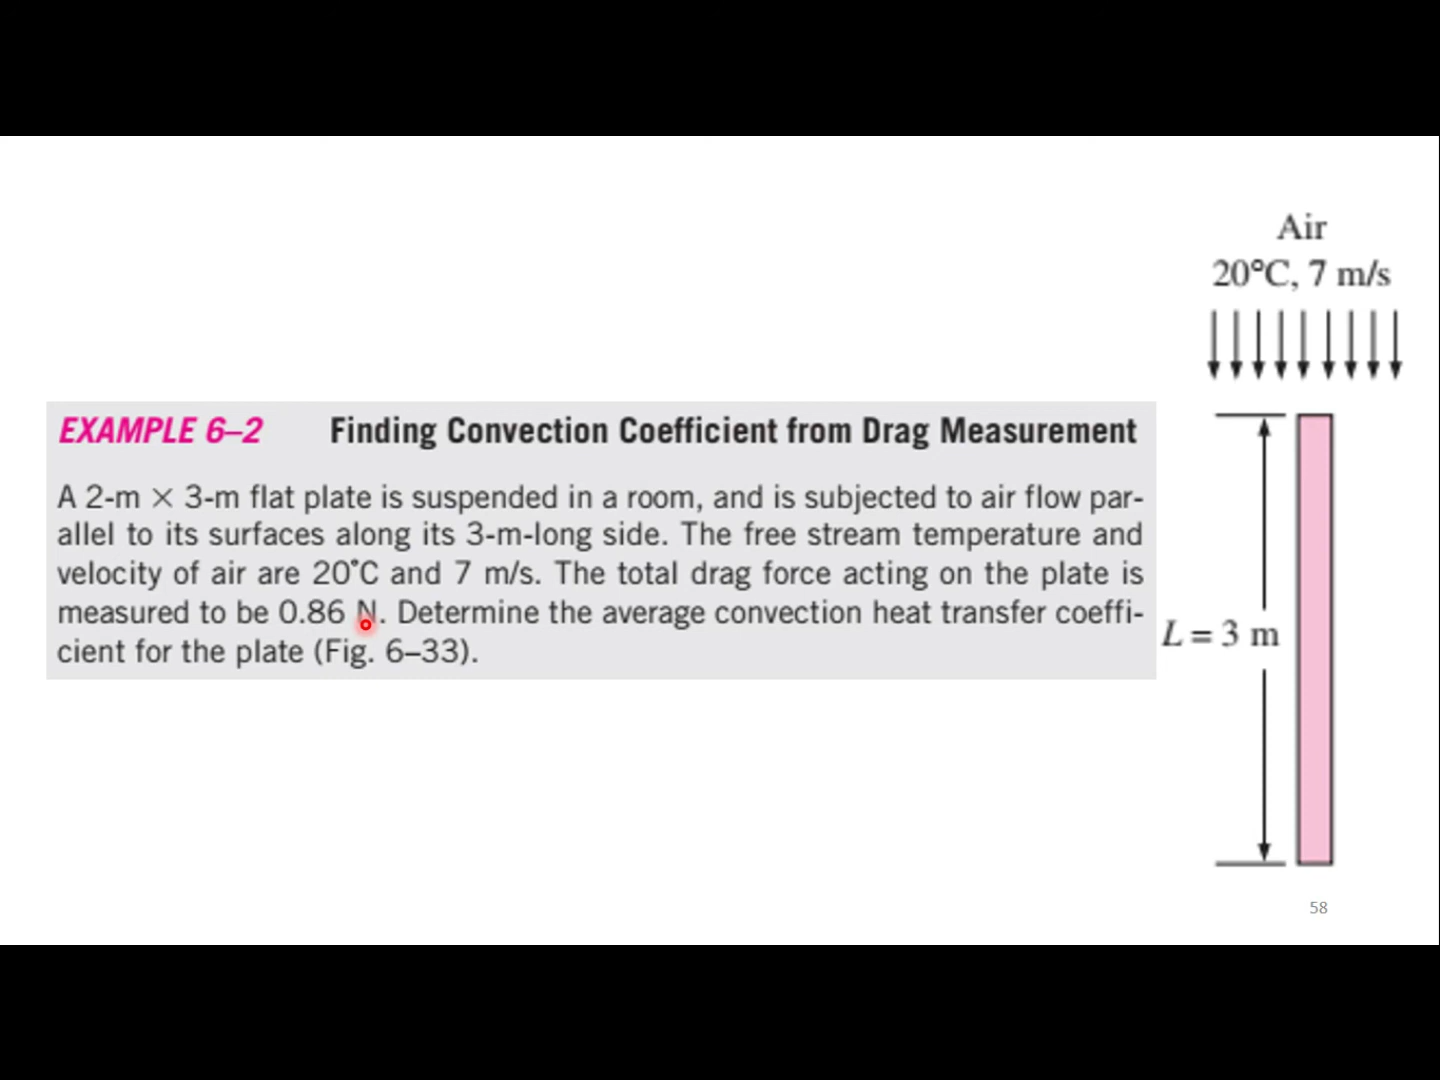 Air
20°C, 7 m/s
EXAMPLE 6–2 Finding Convection Coefficient from Drag Measurement
A 2-m × 3-m flat plate is suspended in a room, and is subjected to air flow par-
allel to its surfaces along its 3-m-long side. The free stream temperature and
velocity of air are 20°C and 7 m/s. The total drag force acting on the plate is
measured to be 0.86 N. Determine the average convection heat transfer coeffi-
cient for the plate (Fig. 6–33).
L = 3 m
58